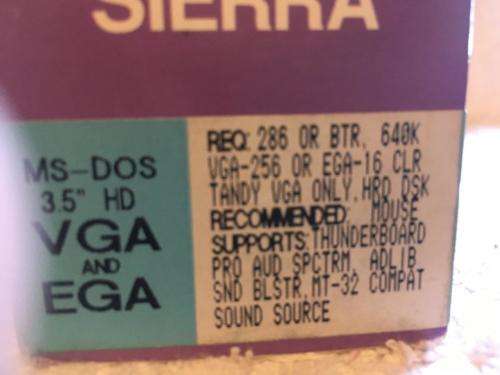 SIERRA
MS-DOS
3.5" HD
VGA
AND
EGA
REQ: 286 OR BTR, 640K
VGA-256 OR EGA-16 CLR
TANDY VGA ONLY, HRD DSK
RECOMMENDED: MOUSE
SUPPORTS: THUNDERBOARD
PRO AUD SPCTRM, ADLIB
SND BLSTR, MT-32 COMPAT
SOUND SOURCE